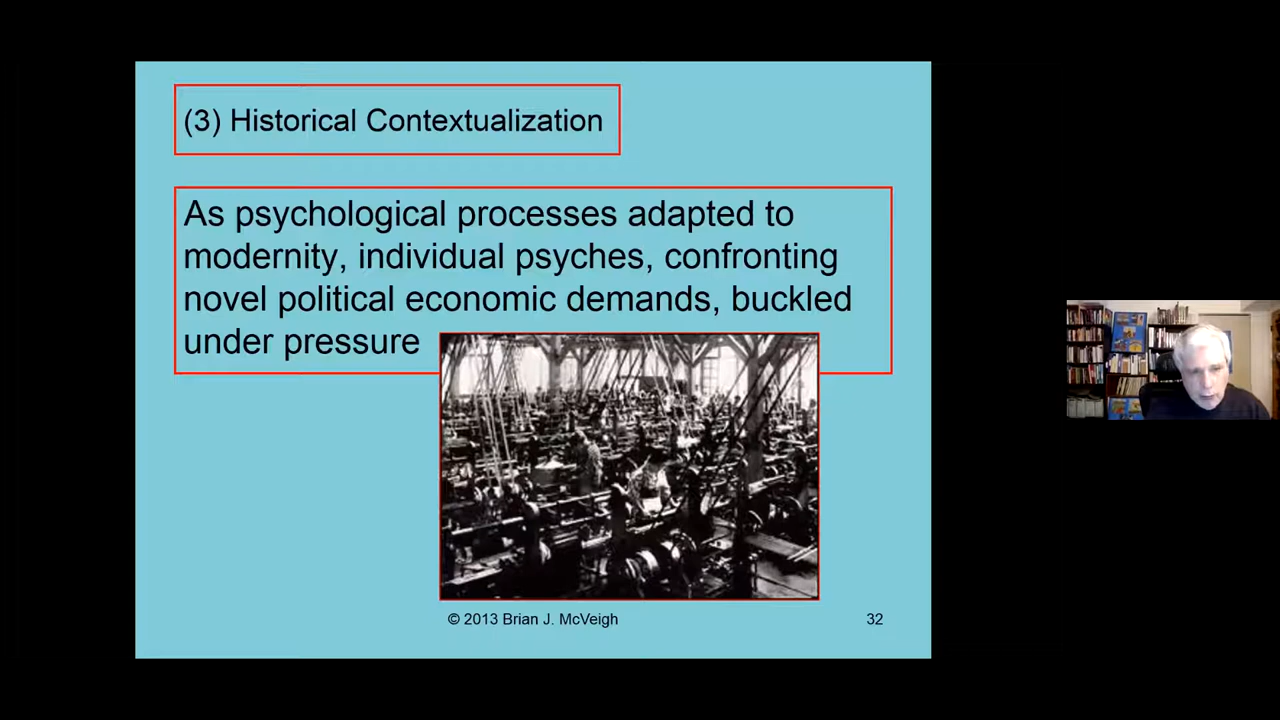 (3) Historical Contextualization
As psychological processes adapted to
modernity, individual psyches, confronting
novel political economic demands, buckled
under pressure
© 2013 Brian J. McVeigh
32